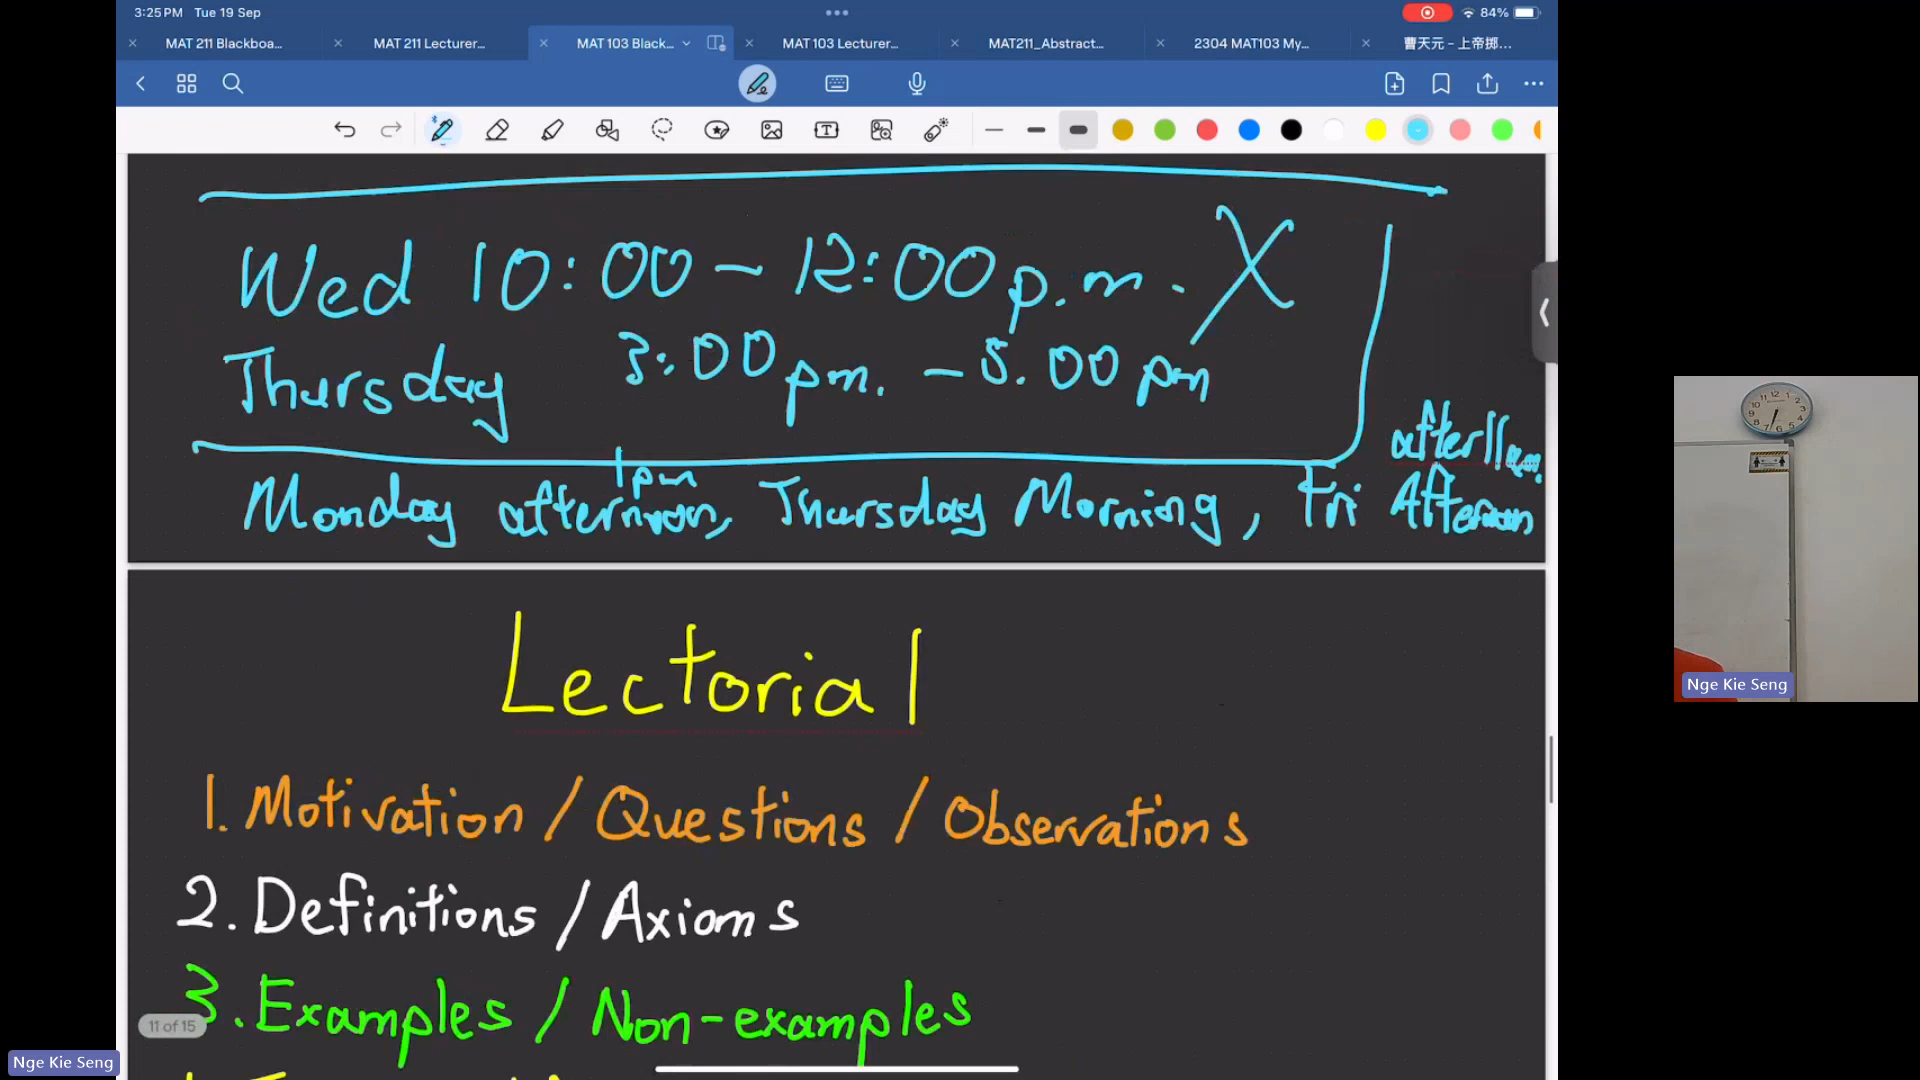 3:25 PM Tue 19 Sep
84%
MAT 211 Blackboa...
MAT 211 Lecturer...
MAT 103 Black...
MAT 103 Lecturer...
MAT211_Abstract...
2304 MAT103 My...
曹天元 - 上帝掷...
Wed 10:00 - 12:00 p.m. X
Thursday 3:00 pm. - 5.00 pm
after 11am.
1pm
Monday afternoon, Thursday Morning, Fri Afternoon
Lectorial
1. Motivation / Questions / Observations
2. Definitions / Axioms
3. Examples / Non-examples
11 of 15
Nge Kie Seng
Nge Kie Seng